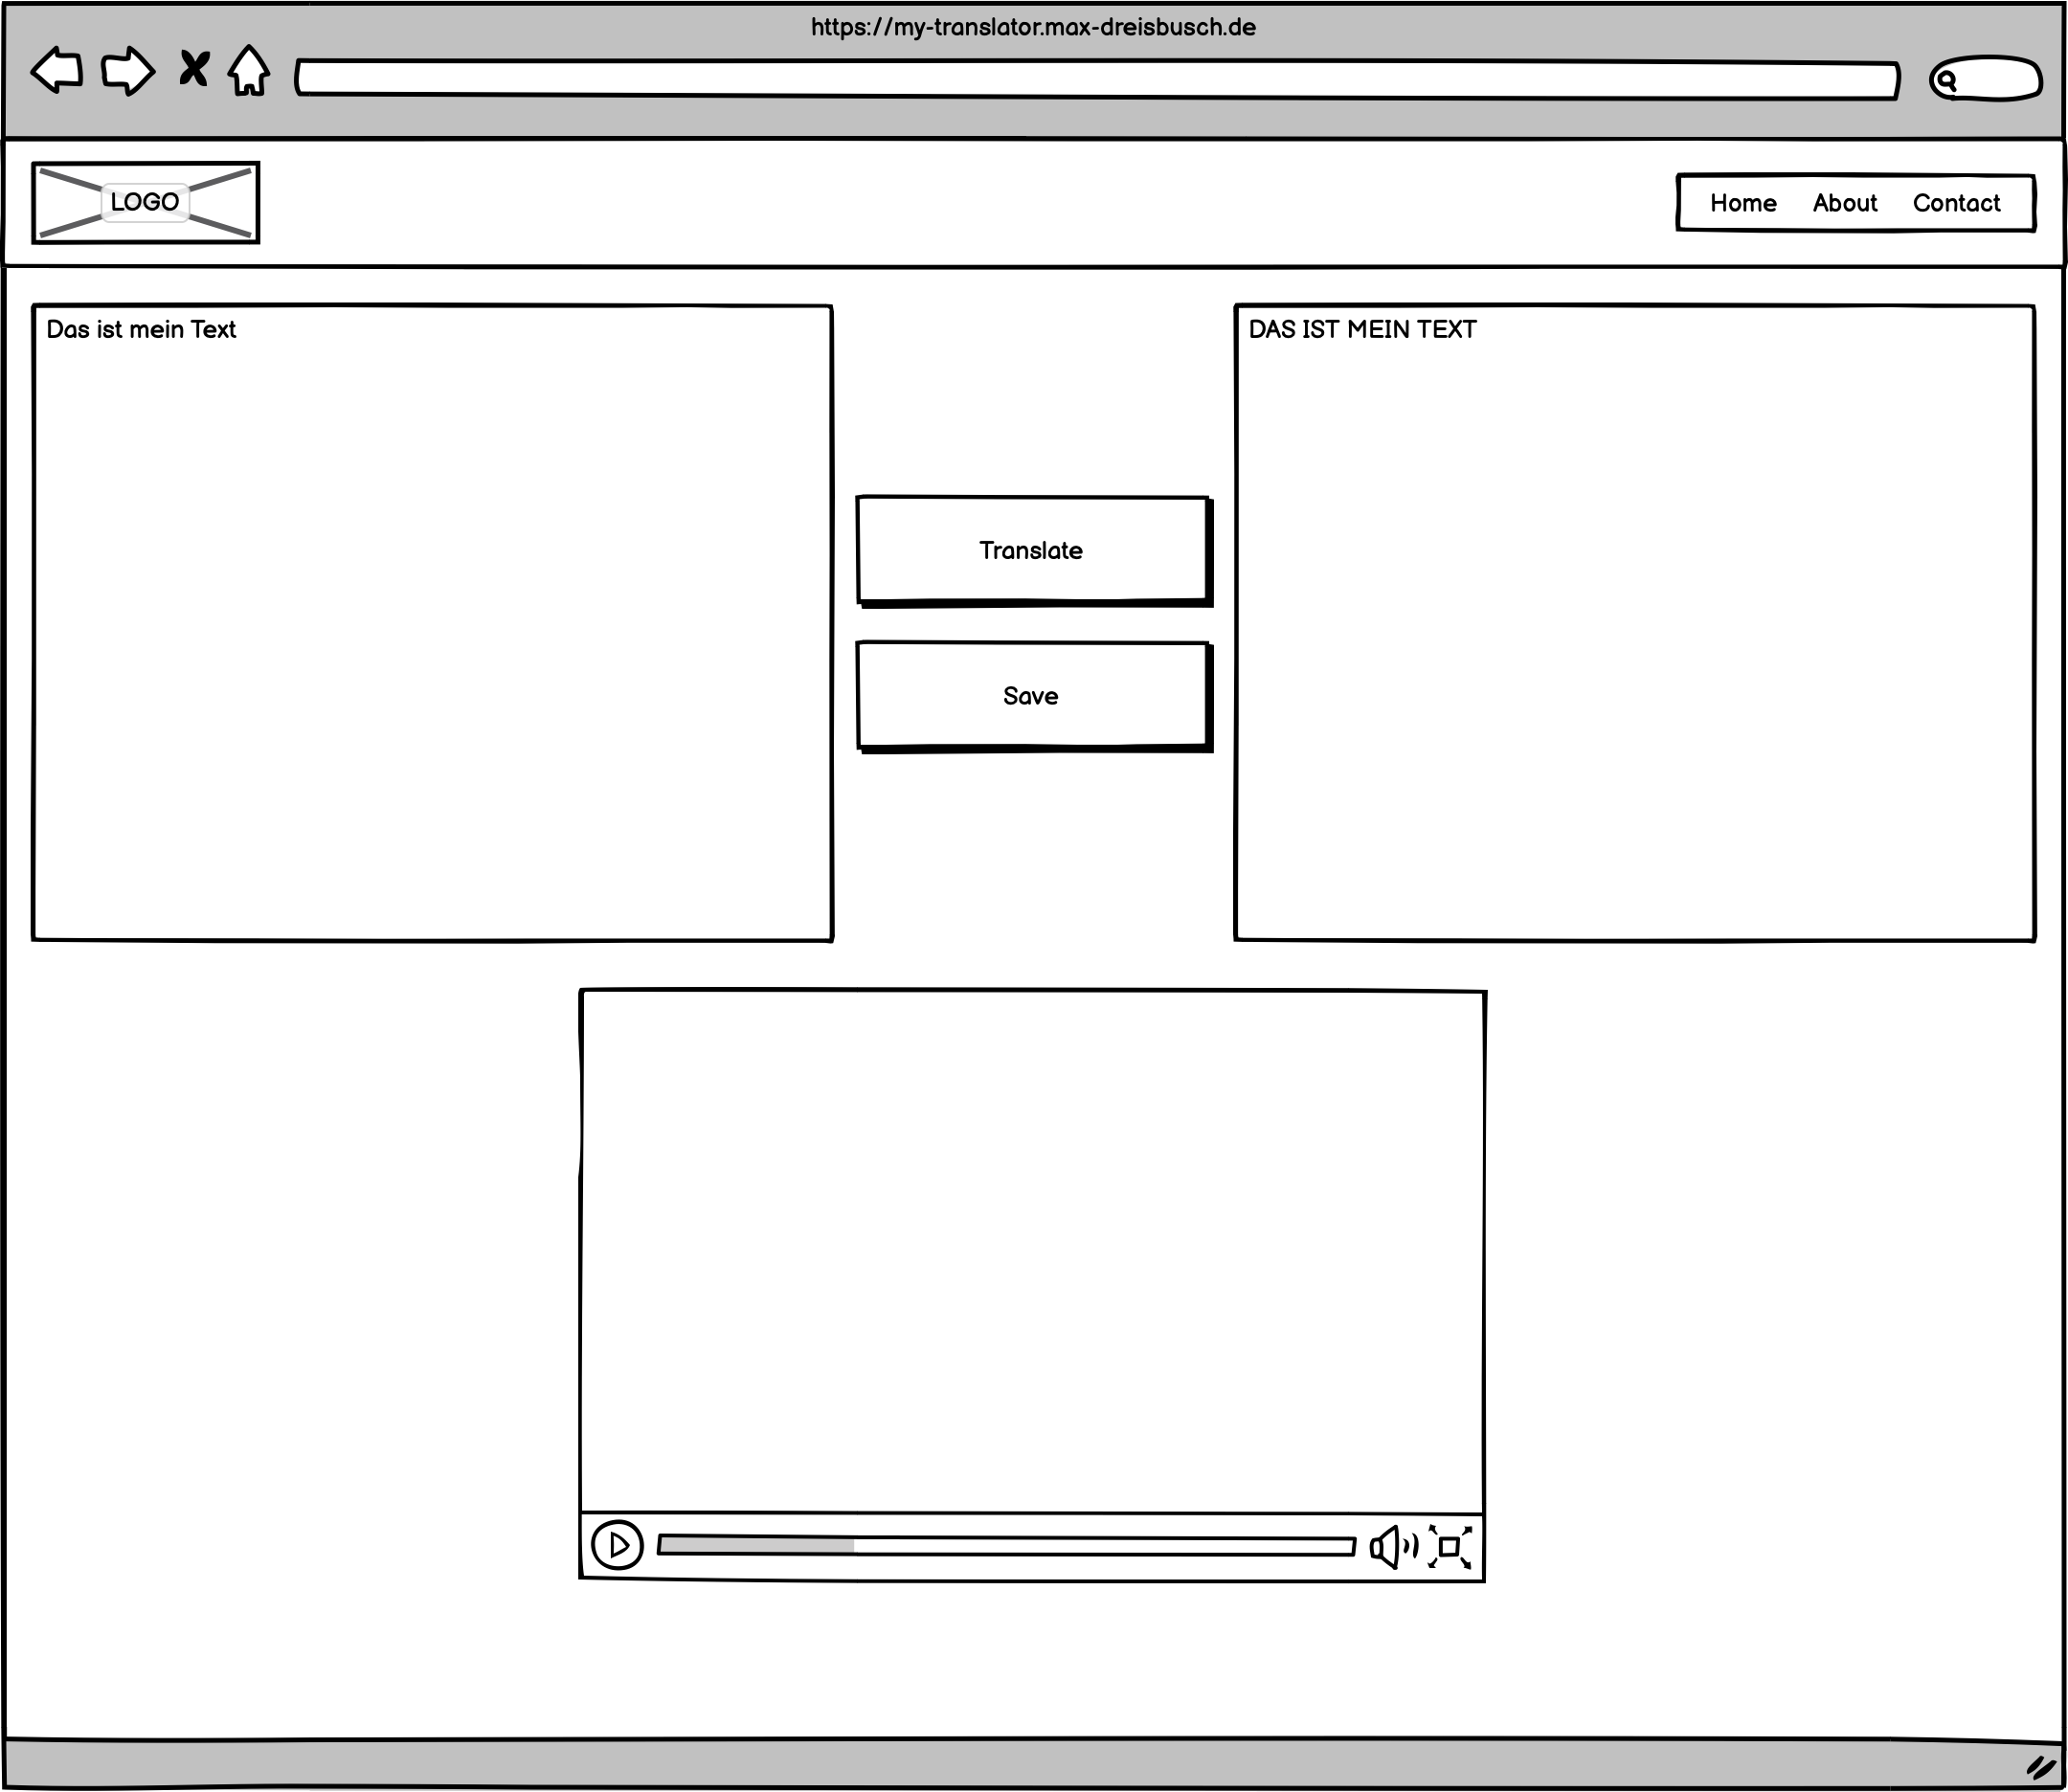 https://my-translator.max-dreisbusch.de
LOGO
Home About Contact
Das ist mein Text
DAS IST MEIN TEXT
Translate
Save